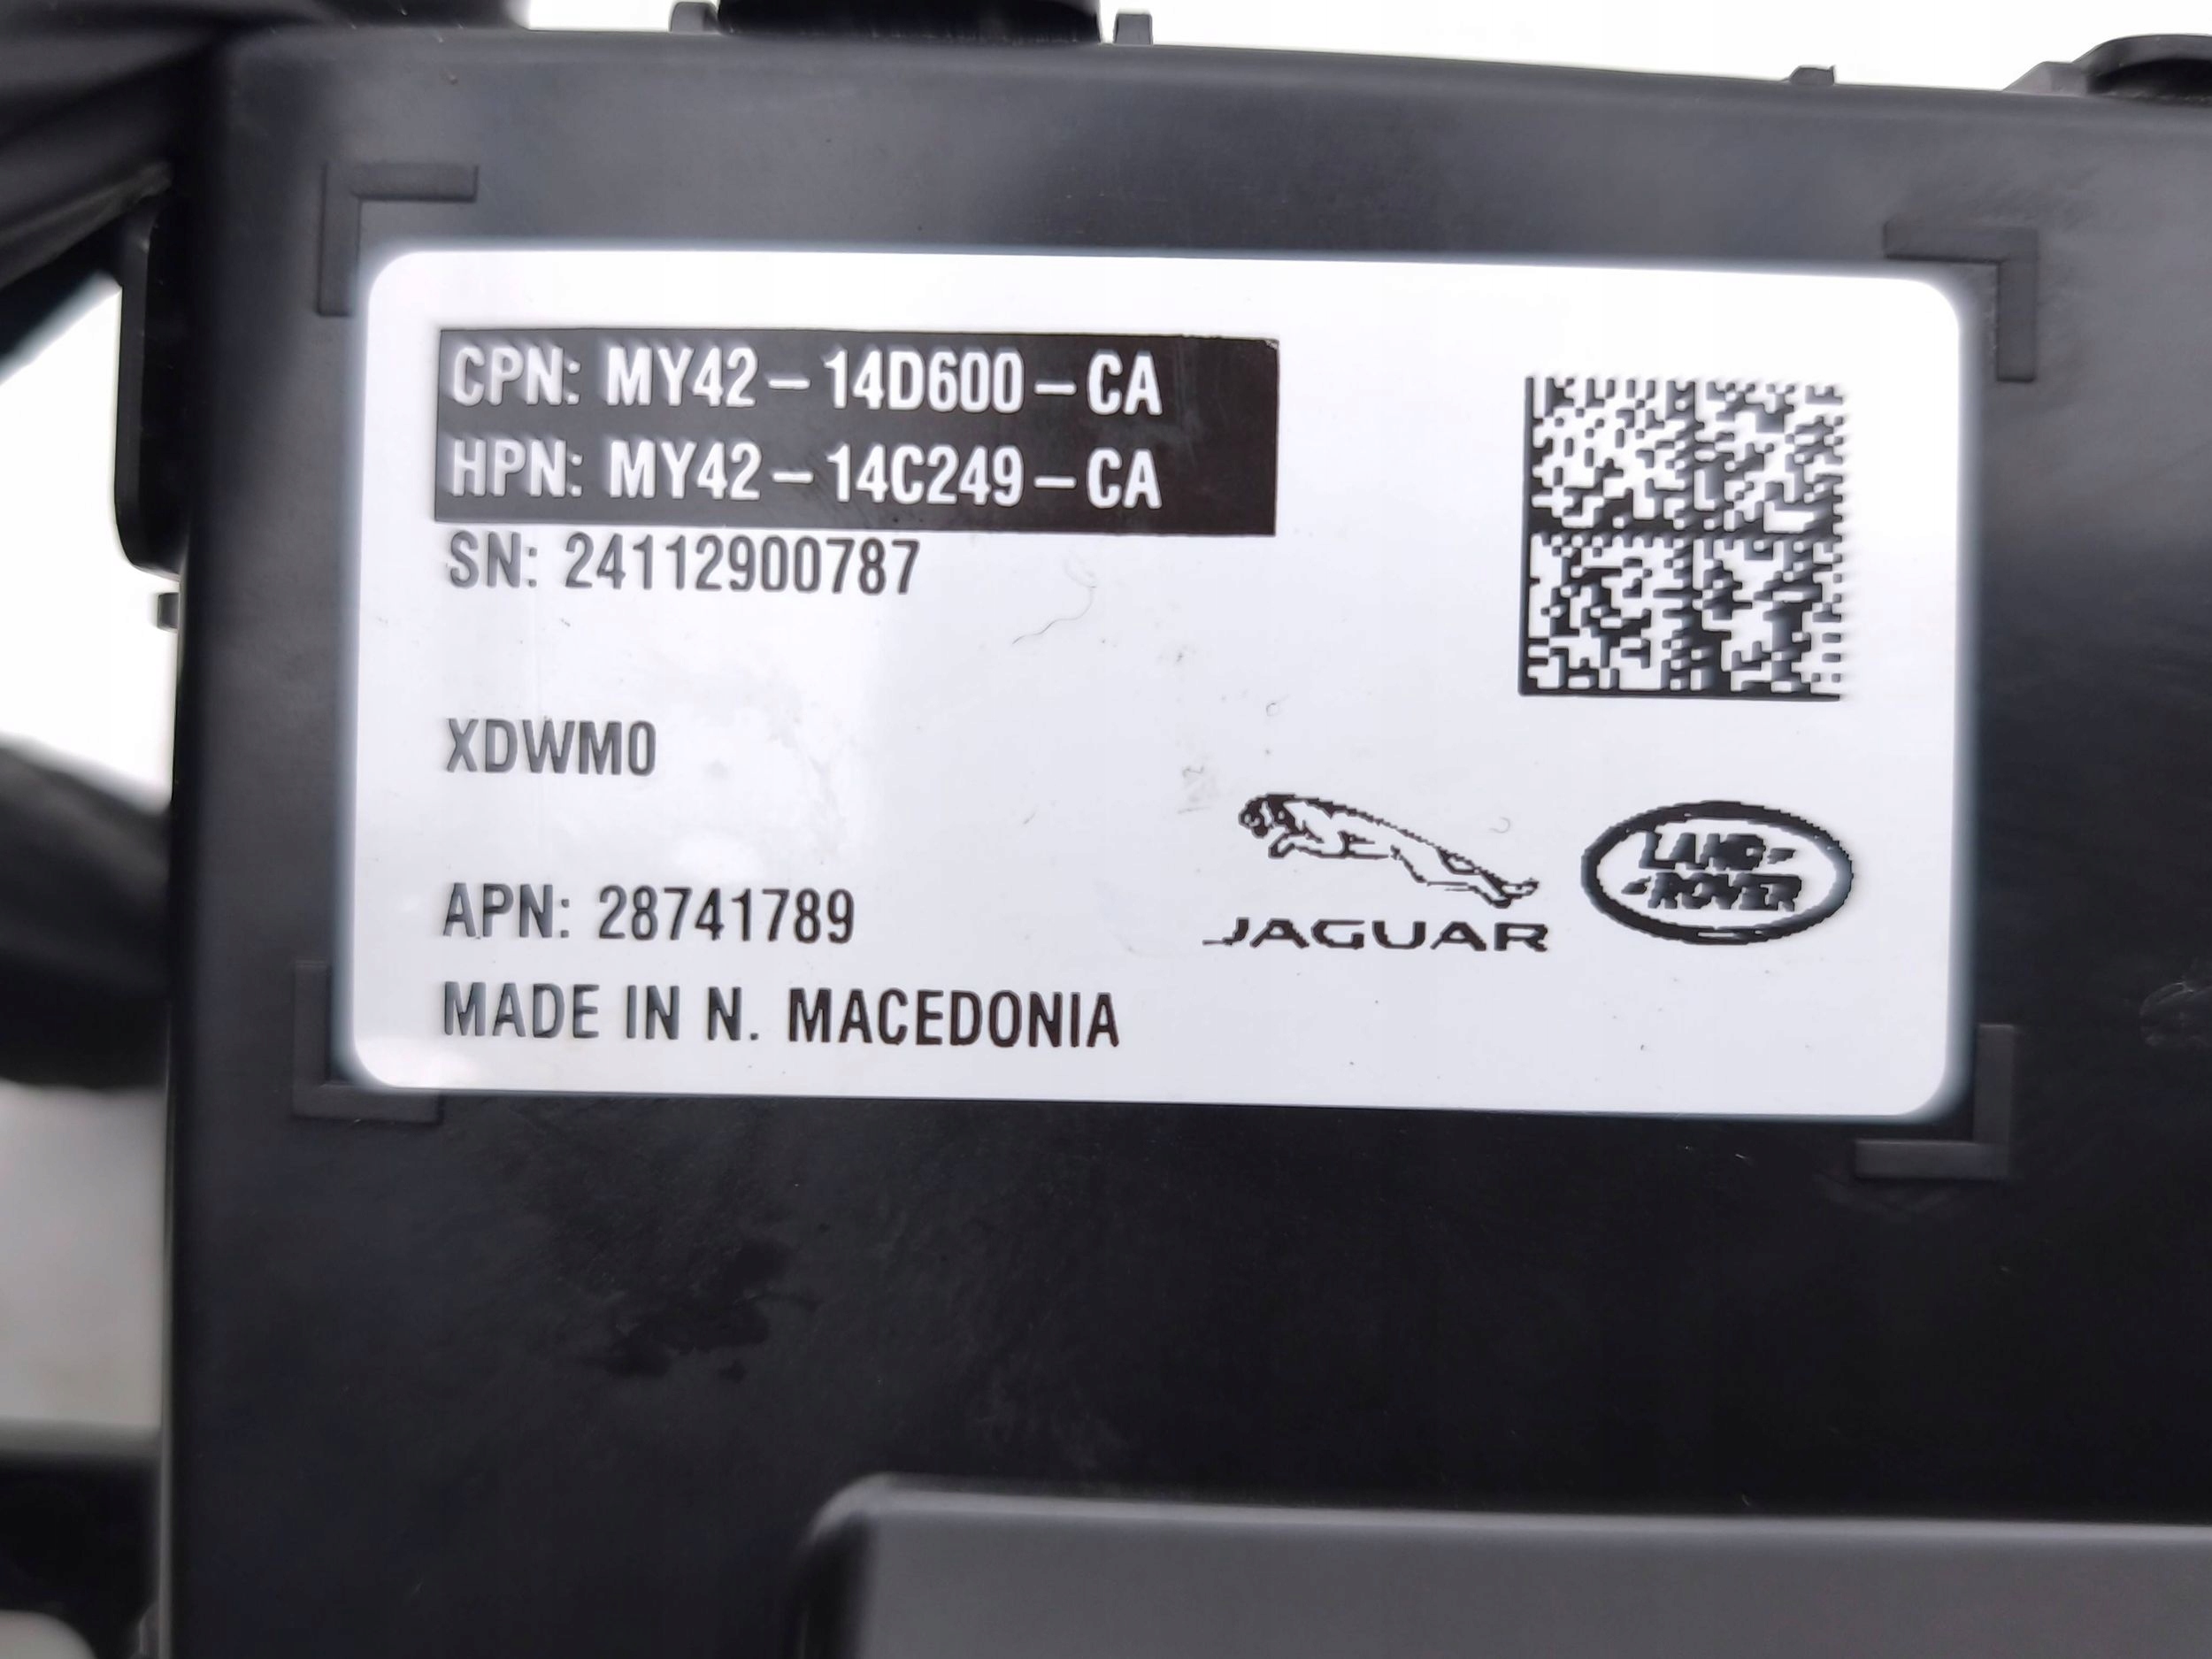 CPN: MY42-14D600-CA
HPN: MY42-14C249-CA
SN: 24112900787
XDWM0
APN: 28741789
MADE IN N. MACEDONIA
JAGUAR
LAND-
-ROVER